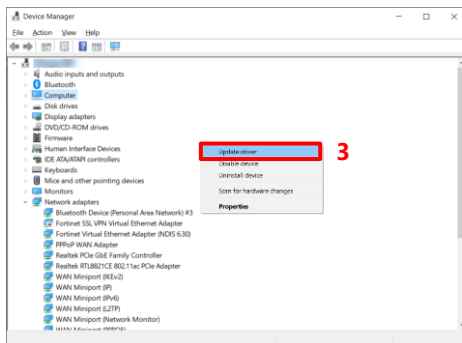 Device Manager
File Action View Help
Audio inputs and outputs
Bluetooth
Computer
Disk drives
Display adapters
DVD/CD-ROM drives
Firmware
Human Interface Devices
IDE ATA/ATAPI controllers
Keyboards
Mice and other pointing devices
Monitors
Network adapters
Bluetooth Device (Personal Area Network) #3
Fortinet SSL VPN Virtual Ethernet Adapter
Fortinet Virtual Ethernet Adapter (NDIS 6.30)
PPPoP WAN Adapter
Realtek PCIe GbE Family Controller
Realtek RTL8821CE 802.11ac PCIe Adapter
WAN Miniport (IKEv2)
WAN Miniport (IP)
WAN Miniport (IPv6)
WAN Miniport (L2TP)
WAN Miniport (Network Monitor)
WAN Miniport (PPPOE)
Update driver
Disable device
Uninstall device
Scan for hardware changes
Properties
3